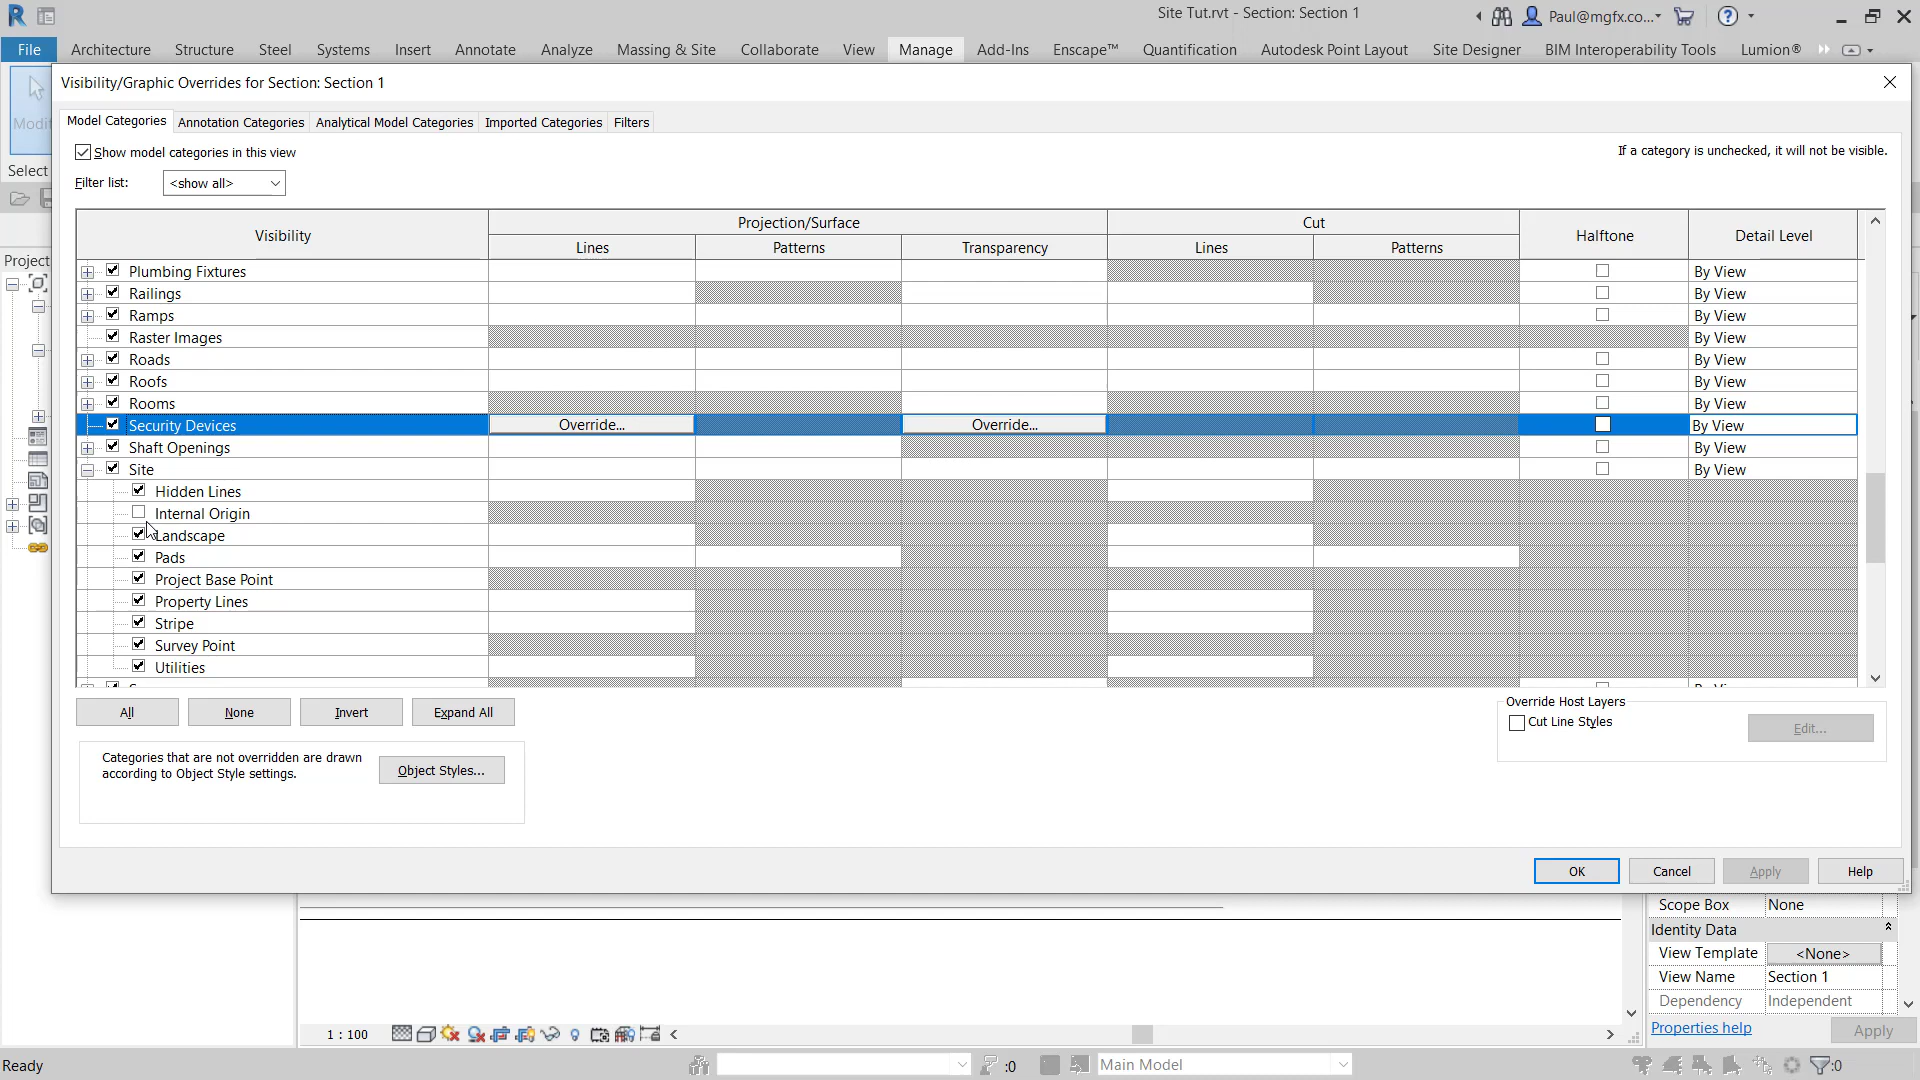 Site Tut.rvt - Section: Section 1
Paul@mgfx.co...
File Architecture Structure Steel Systems Insert Annotate Analyze Massing & Site Collaborate View Manage Add-Ins Enscape™ Quantification Autodesk Point Layout Site Designer BIM Interoperability Tools Lumion®
Modi
Select
Project
Visibility/Graphic Overrides for Section: Section 1
Model Categories Annotation Categories Analytical Model Categories Imported Categories Filters
Show model categories in this view
If a category is unchecked, it will not be visible.
Filter list: <show all>
Visibility Projection/Surface Cut Halftone Detail Level
Lines Patterns Transparency Lines Patterns
Plumbing Fixtures By View
Railings By View
Ramps By View
Raster Images By View
Roads By View
Roofs By View
Rooms By View
Security Devices Override... Override... By View
Shaft Openings By View
Site By View
Hidden Lines
Internal Origin
Landscape
Pads
Project Base Point
Property Lines
Stripe
Survey Point
Utilities
All None Invert Expand All
Override Host Layers
Cut Line Styles Edit...
Categories that are not overridden are drawn
according to Object Style settings.
Object Styles...
OK Cancel Apply Help
Scope Box None
Identity Data
View Template <None>
View Name Section 1
Dependency Independent
Properties help Apply
1 : 100
Ready
:0
Main Model
:0